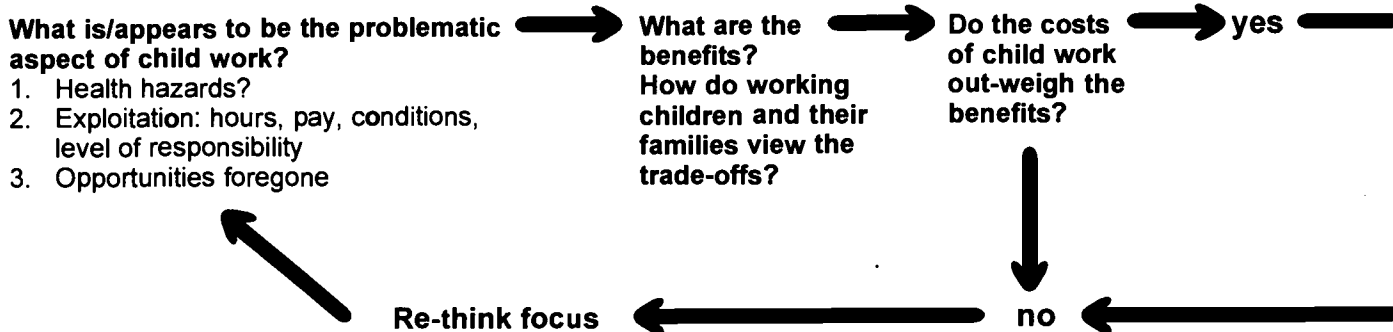 What is/appears to be the problematic
aspect of child work?
1. Health hazards?
2. Exploitation: hours, pay, conditions,
level of responsibility
3. Opportunities foregone
What are the
benefits?
How do working
children and their
families view the
trade-offs?
Do the costs
of child work
out-weigh the
benefits?
yes
no
Re-think focus